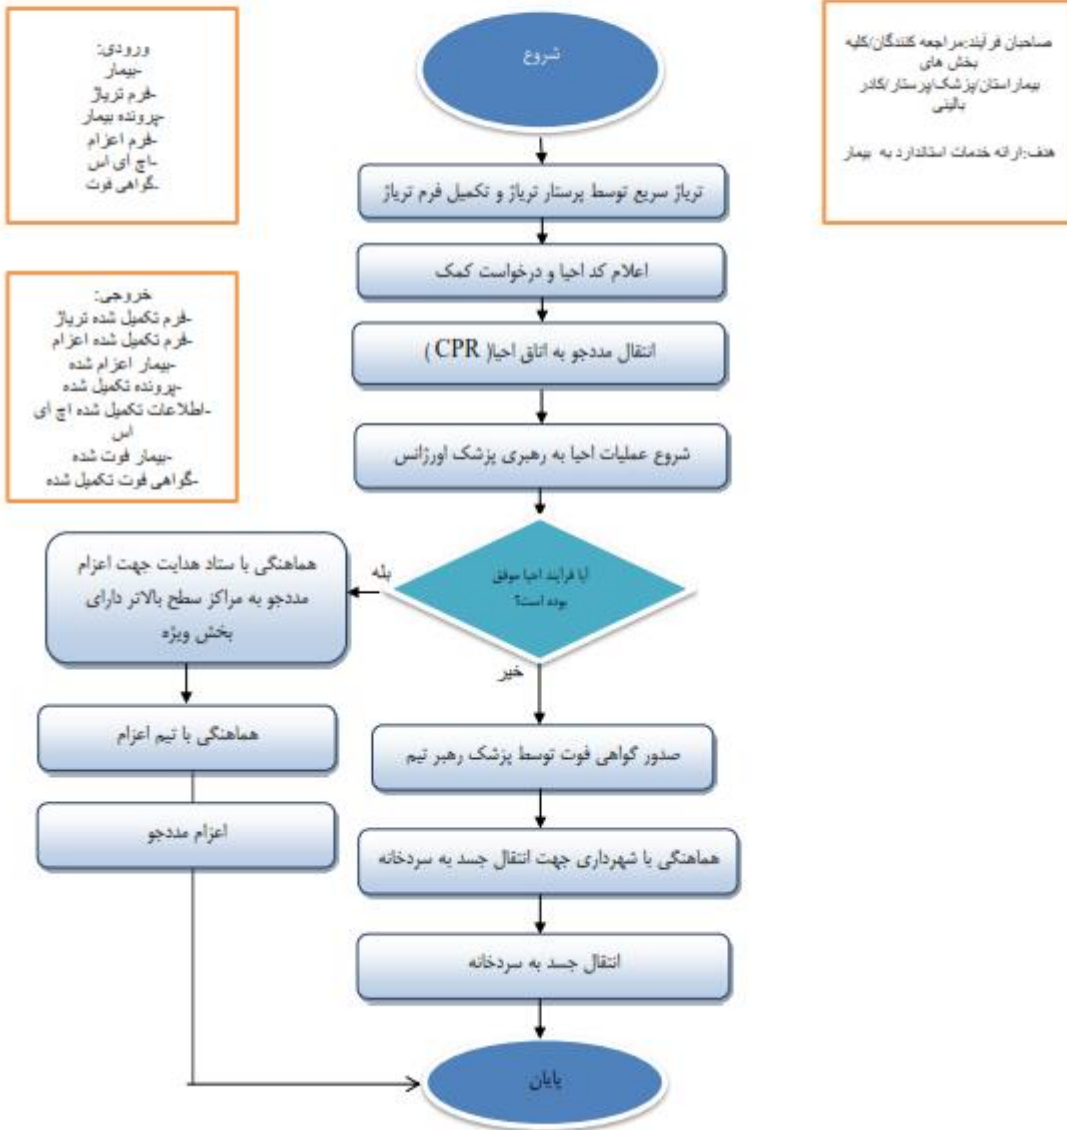 صاحبان فرآیند:مراجعه کنندگان/کلیه
بخش های
بیمارستان/پزشک/پرستار/کادر
بالینی
هدف:ارائه خدمات استاندارد به بیمار
ورودی:
-بیمار
-فرم تریاژ
-پرونده بیمار
-فرم اعزام
-اچ آی اس
-گواهی فوت
خروجی:
-فرم تکمیل شده تریاژ
-فرم تکمیل شده اعزام
-بیمار اعزام شده
-پرونده تکمیل شده
-اطلاعات تکمیل شده اچ آی
اس
-بیمار فوت شده
-گواهی فوت تکمیل شده
شروع
تریاژ سریع توسط پرستار تریاژ و تکمیل فرم تریاژ
اعلام کد احیا و درخواست کمک
انتقال مددجو به اتاق احیا( CPR )
شروع عملیات احیا به رهبری پزشک اورژانس
آیا فرآیند احیا موفق
بوده است؟
بله
هماهنگی با ستاد هدایت جهت اعزام
مددجو به مراکز سطح بالاتر دارای
بخش ویژه
هماهنگی با تیم اعزام
اعزام مددجو
خیر
صدور گواهی فوت توسط پزشک رهبر تیم
هماهنگی با شهرداری جهت انتقال جسد به سردخانه
انتقال جسد به سردخانه
پایان